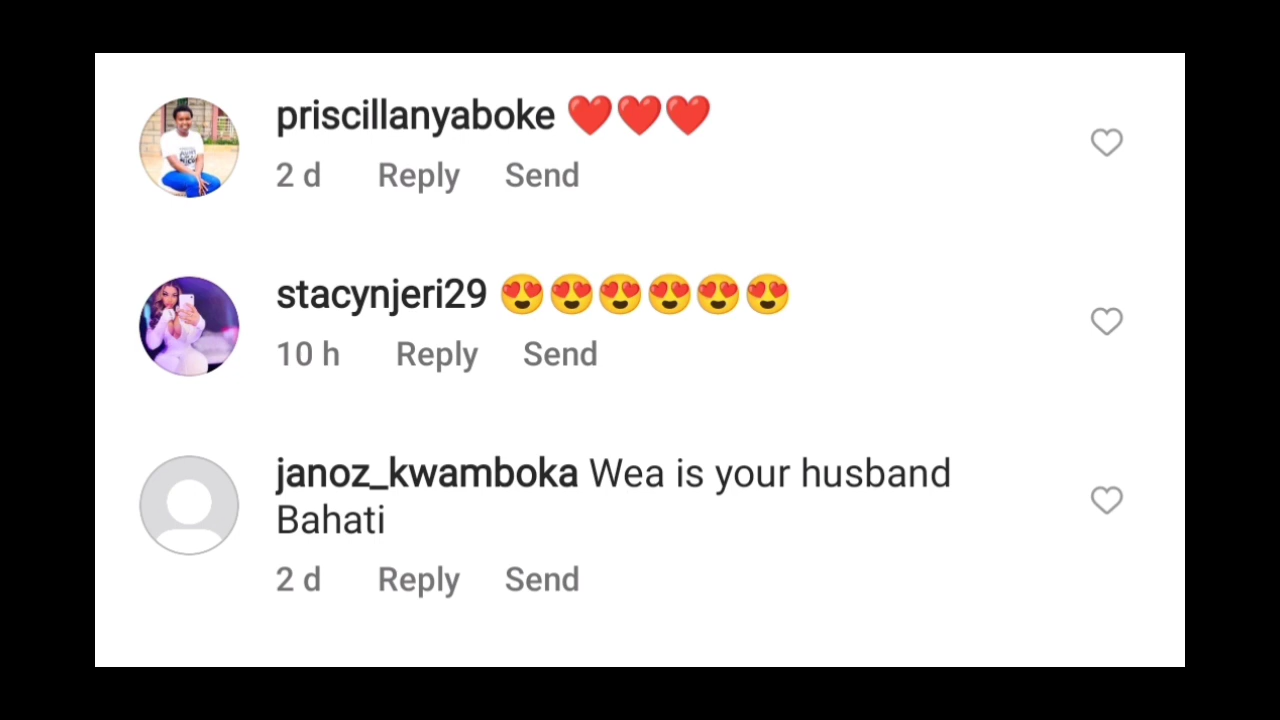 priscillanyaboke ❤️❤️❤️
2 d Reply Send
stacynjeri29 😍😍😍😍😍😍
10 h Reply Send
janoz_kwamboka Wea is your husband
Bahati
2 d Reply Send